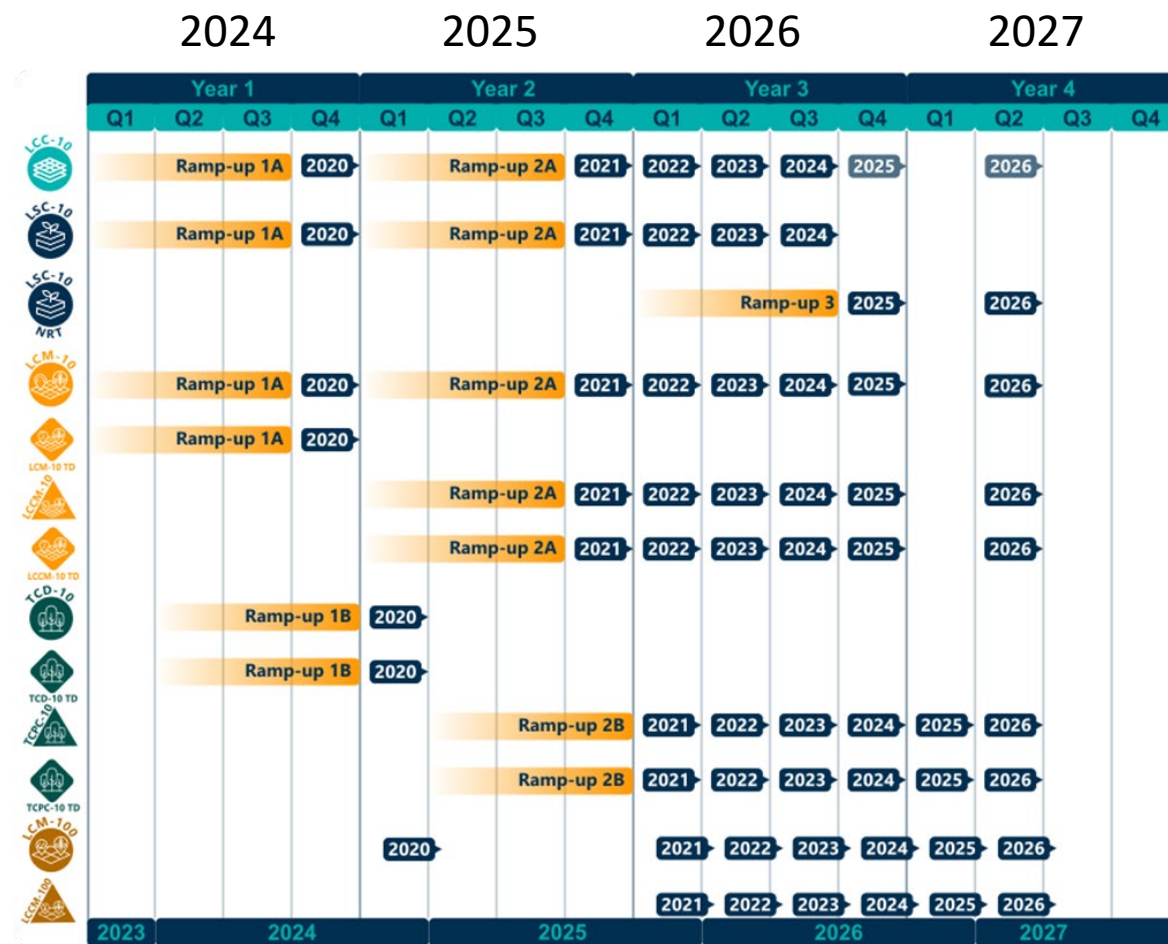 2024 2025 2026 2027
Year 1 Year 2 Year 3 Year 4
Q1 Q2 Q3 Q4 Q1 Q2 Q3 Q4 Q1 Q2 Q3 Q4 Q1 Q2 Q3 Q4
LCC-10
Ramp-up 1A 2020 Ramp-up 2A 2021 2022 2023 2024 2025 2026
LSC-10
Ramp-up 1A 2020 Ramp-up 2A 2021 2022 2023 2024
LSC-10
Ramp-up 3 2025 2026
NRT
LCM-10
Ramp-up 1A 2020 Ramp-up 2A 2021 2022 2023 2024 2025 2026
Ramp-up 1A 2020
LCM-10 TD
LCCM-10
Ramp-up 2A 2021 2022 2023 2024 2025 2026
Ramp-up 2A 2021 2022 2023 2024 2025 2026
LCCM-10 TD
TCD-10
Ramp-up 1B 2020
Ramp-up 1B 2020
TCD-10 TD
TCPC-10
Ramp-up 2B 2021 2022 2023 2024 2025 2026
Ramp-up 2B 2021 2022 2023 2024 2025 2026
TCPC-10 TD
LCM-100
2020 2021 2022 2023 2024 2025 2026
LCCM-100
2021 2022 2023 2024 2025 2026
2023 2024 2025 2026 2027